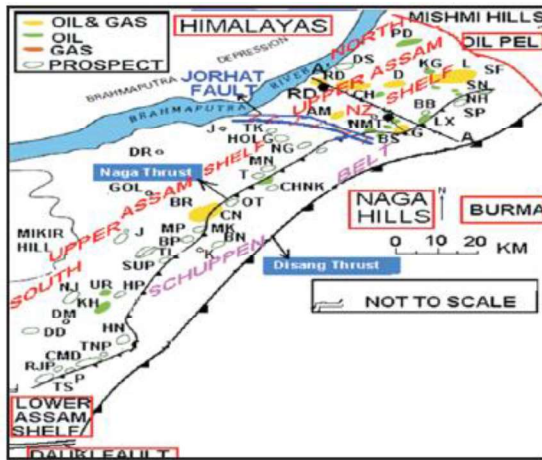 OIL & GAS
OIL
GAS
PROSPECT
HIMALAYAS
MISHMI HILLS
OIL PEL
BRAHMAPUTRA DEPRESSION
BRAHMAPUTRA RIVER
JORHAT
FAULT
NORTH
UPPER ASSAM
SHELF
PD
DS
A
RD
RD
KG
L
SF
D
CH
SN
NH
BB
SP
LX
NZ
AM
NMT
BS
KG
A
J
TK
HOLG
NG
DR
MN
T
Naga Thrust
CHNK
GOL
BR
OT
CN
SOUTH UPPER ASSAM SHELF
SCHUPPEN BELT
NAGA
HILLS
N
BURMA
MIKIR
HILL
J
MP
MK
BP
BN
TL
K
SUP
Disang Thrust
0 10 20
KM
NOT TO SCALE
NJ
UR
HP
KH
DM
DD
HN
TNP
CMD
RJP
P
TS
LOWER
ASSAM
SHELF
DAUKI FAULT